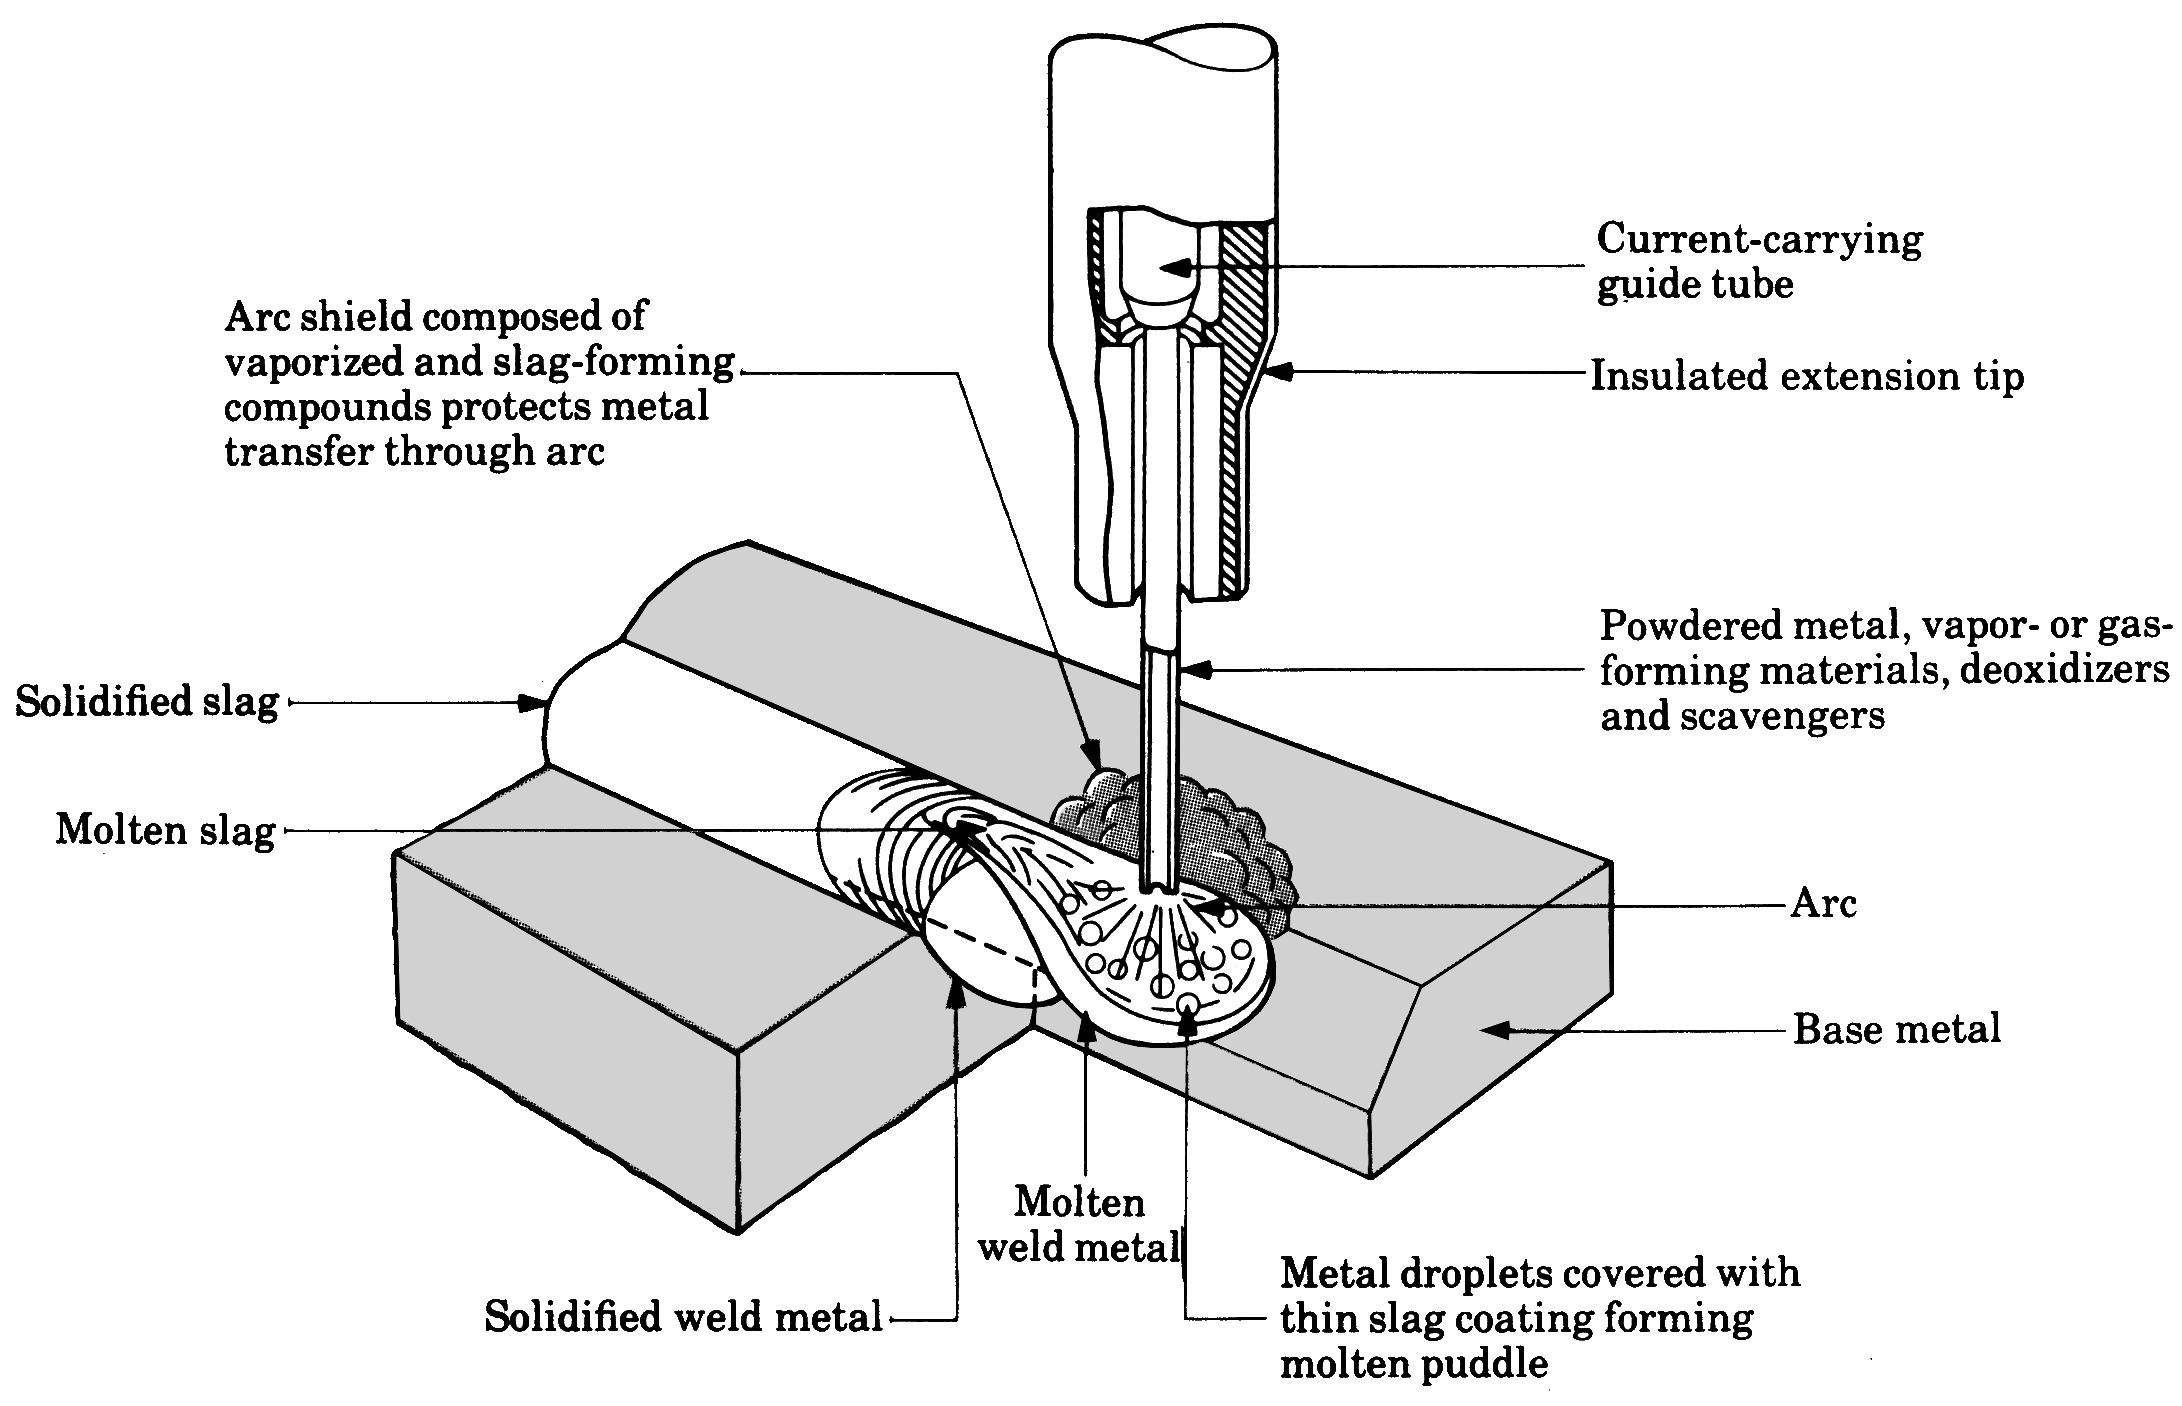 Current-carrying
guide tube
Arc shield composed of
vaporized and slag-forming
compounds protects metal
transfer through arc
Insulated extension tip
Powdered metal, vapor- or gas-
forming materials, deoxidizers
and scavengers
Solidified slag
Molten slag
Arc
Base metal
Molten
weld metal
Solidified weld metal
Metal droplets covered with
thin slag coating forming
molten puddle